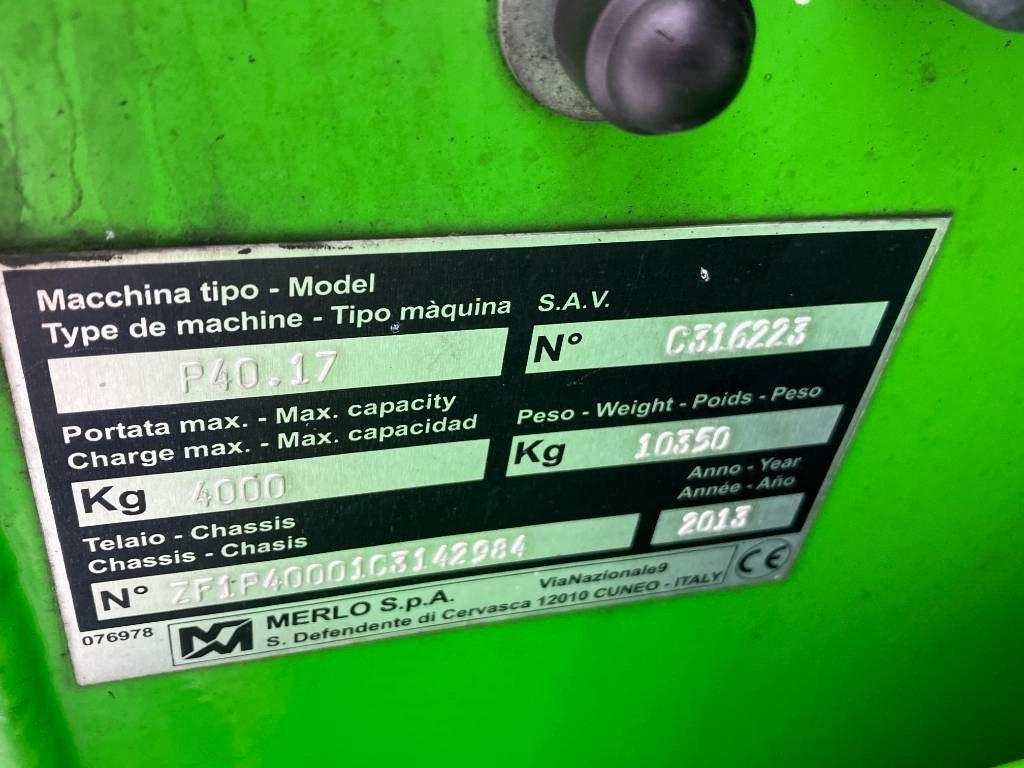 Macchina tipo - Model
Type de machine - Tipo màquina
P40.17
S.A.V.
N° C316223
Portata max. - Max. capacity
Charge max. - Max. capacidad
Kg 4000
Peso - Weight - Poids - Peso
Kg 10350
Telaio - Chassis
Chassis - Chasis
N° ZF1P40001C3142984
Anno - Year
Année - Año
2013
076978
MERLO S.p.A.
ViaNazionale9
S. Defendente di Cervasca 12010 CUNEO - ITALY
CE